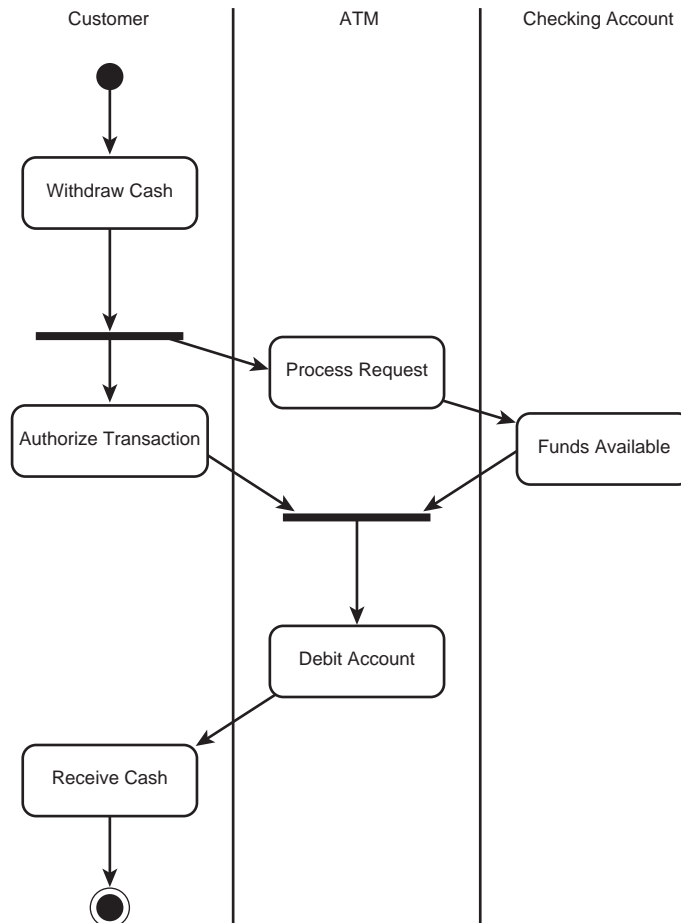 Customer
ATM
Checking Account
Withdraw Cash
Process Request
Authorize Transaction
Funds Available
Debit Account
Receive Cash